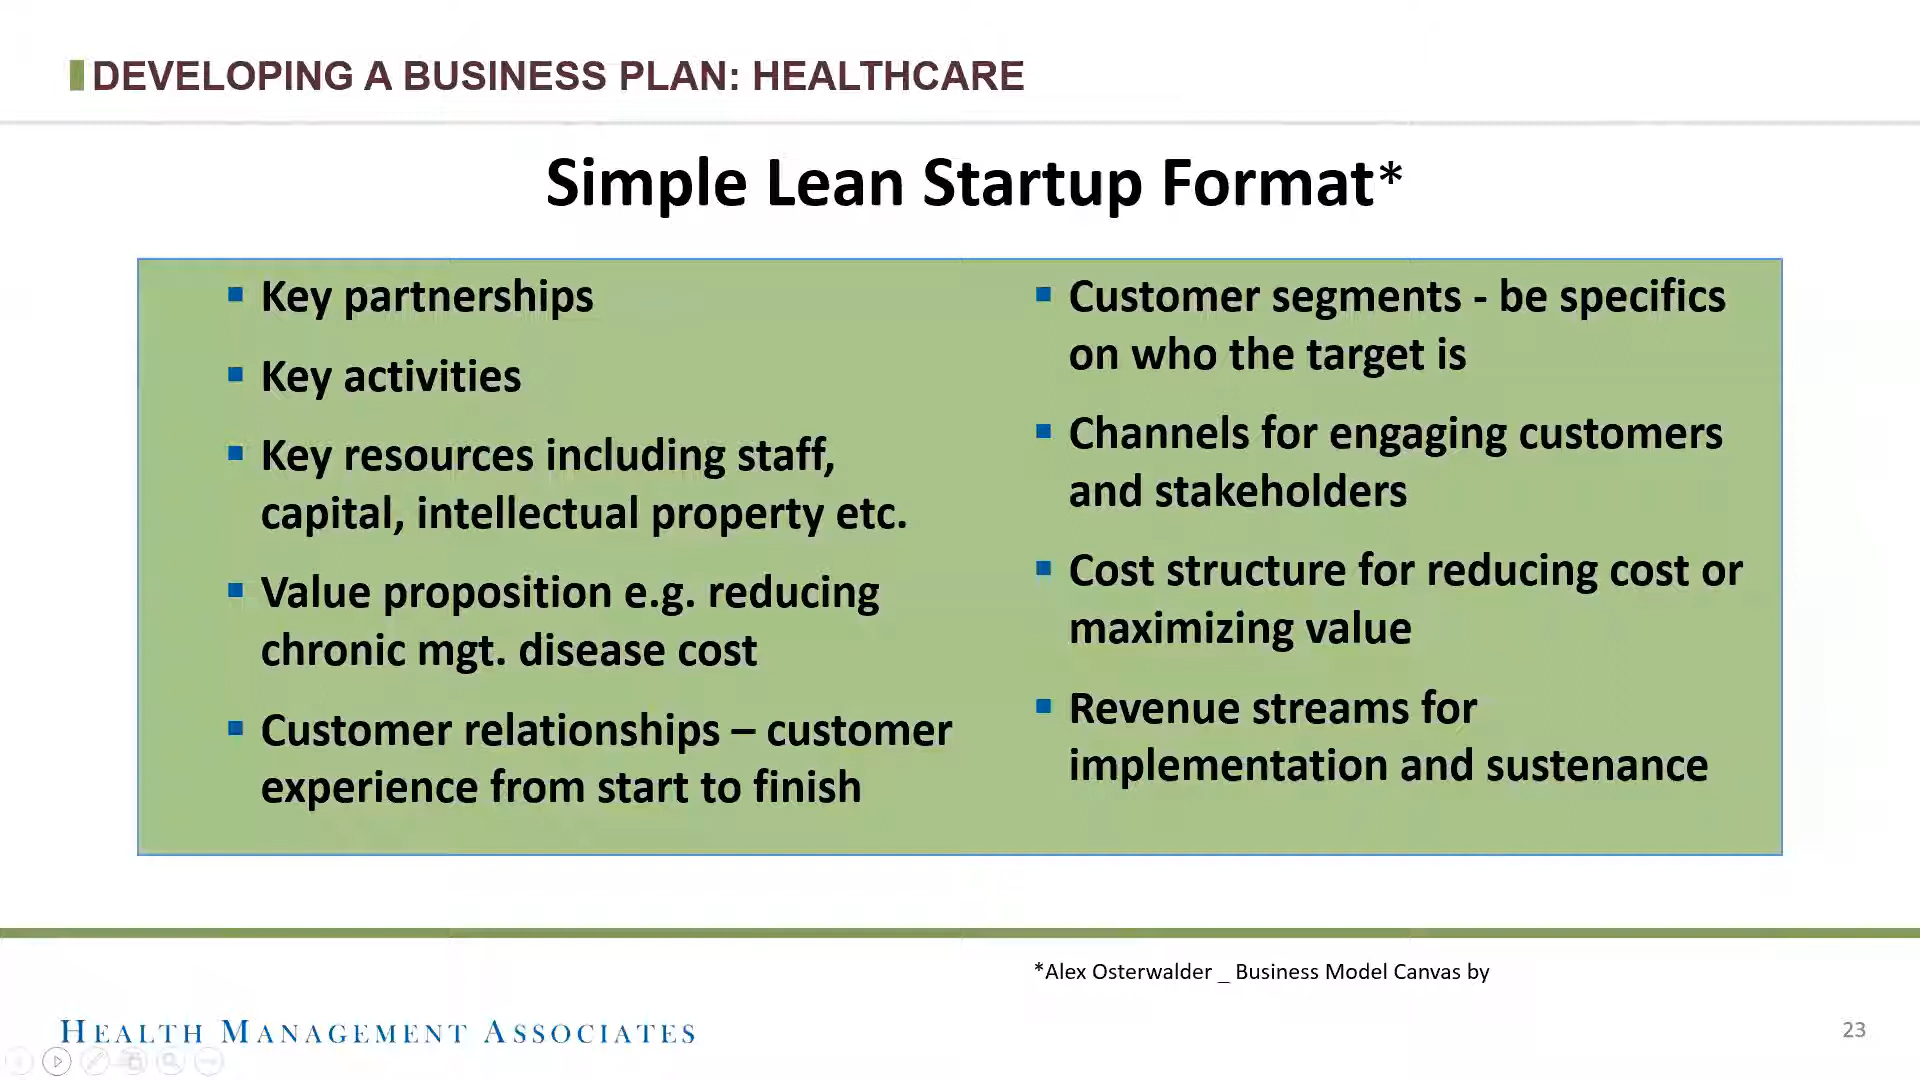 DEVELOPING A BUSINESS PLAN: HEALTHCARE
Simple Lean Startup Format*
▪ Key partnerships
▪ Key activities
▪ Key resources including staff,
capital, intellectual property etc.
▪ Value proposition e.g. reducing
chronic mgt. disease cost
▪ Customer relationships – customer
experience from start to finish
▪ Customer segments - be specifics
on who the target is
▪ Channels for engaging customers
and stakeholders
▪ Cost structure for reducing cost or
maximizing value
▪ Revenue streams for
implementation and sustenance
*Alex Osterwalder _ Business Model Canvas by
HEALTH MANAGEMENT ASSOCIATES
23